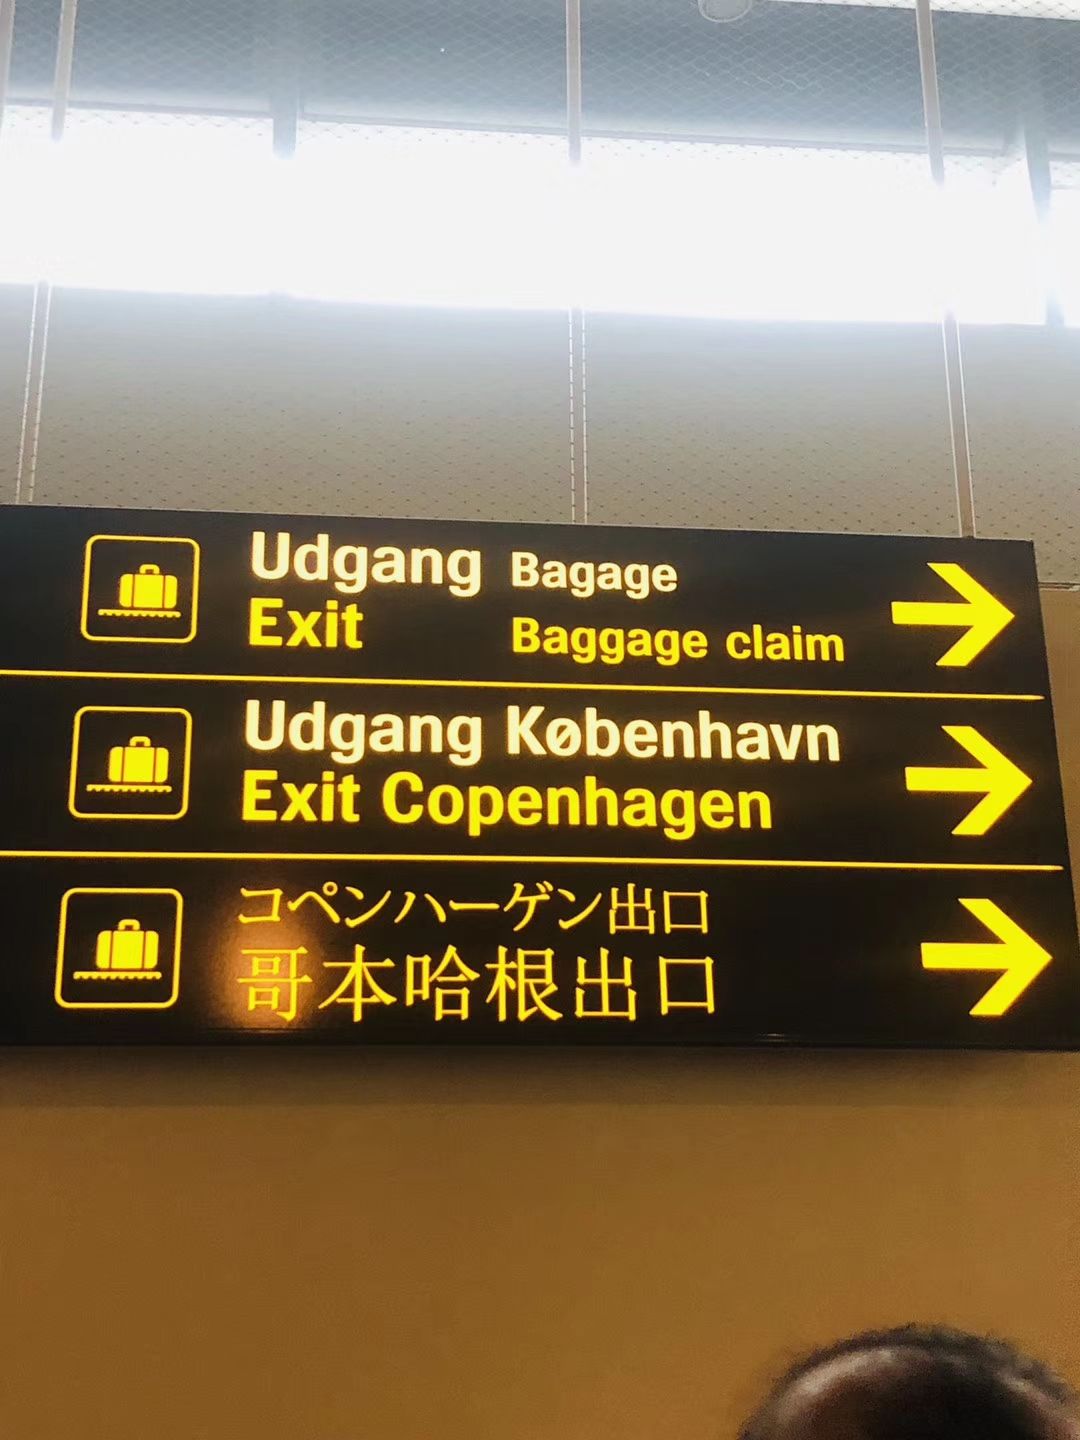 Udgang Bagage
Exit Baggage claim
Udgang København
Exit Copenhagen
コペンハーゲン出口
哥本哈根出口